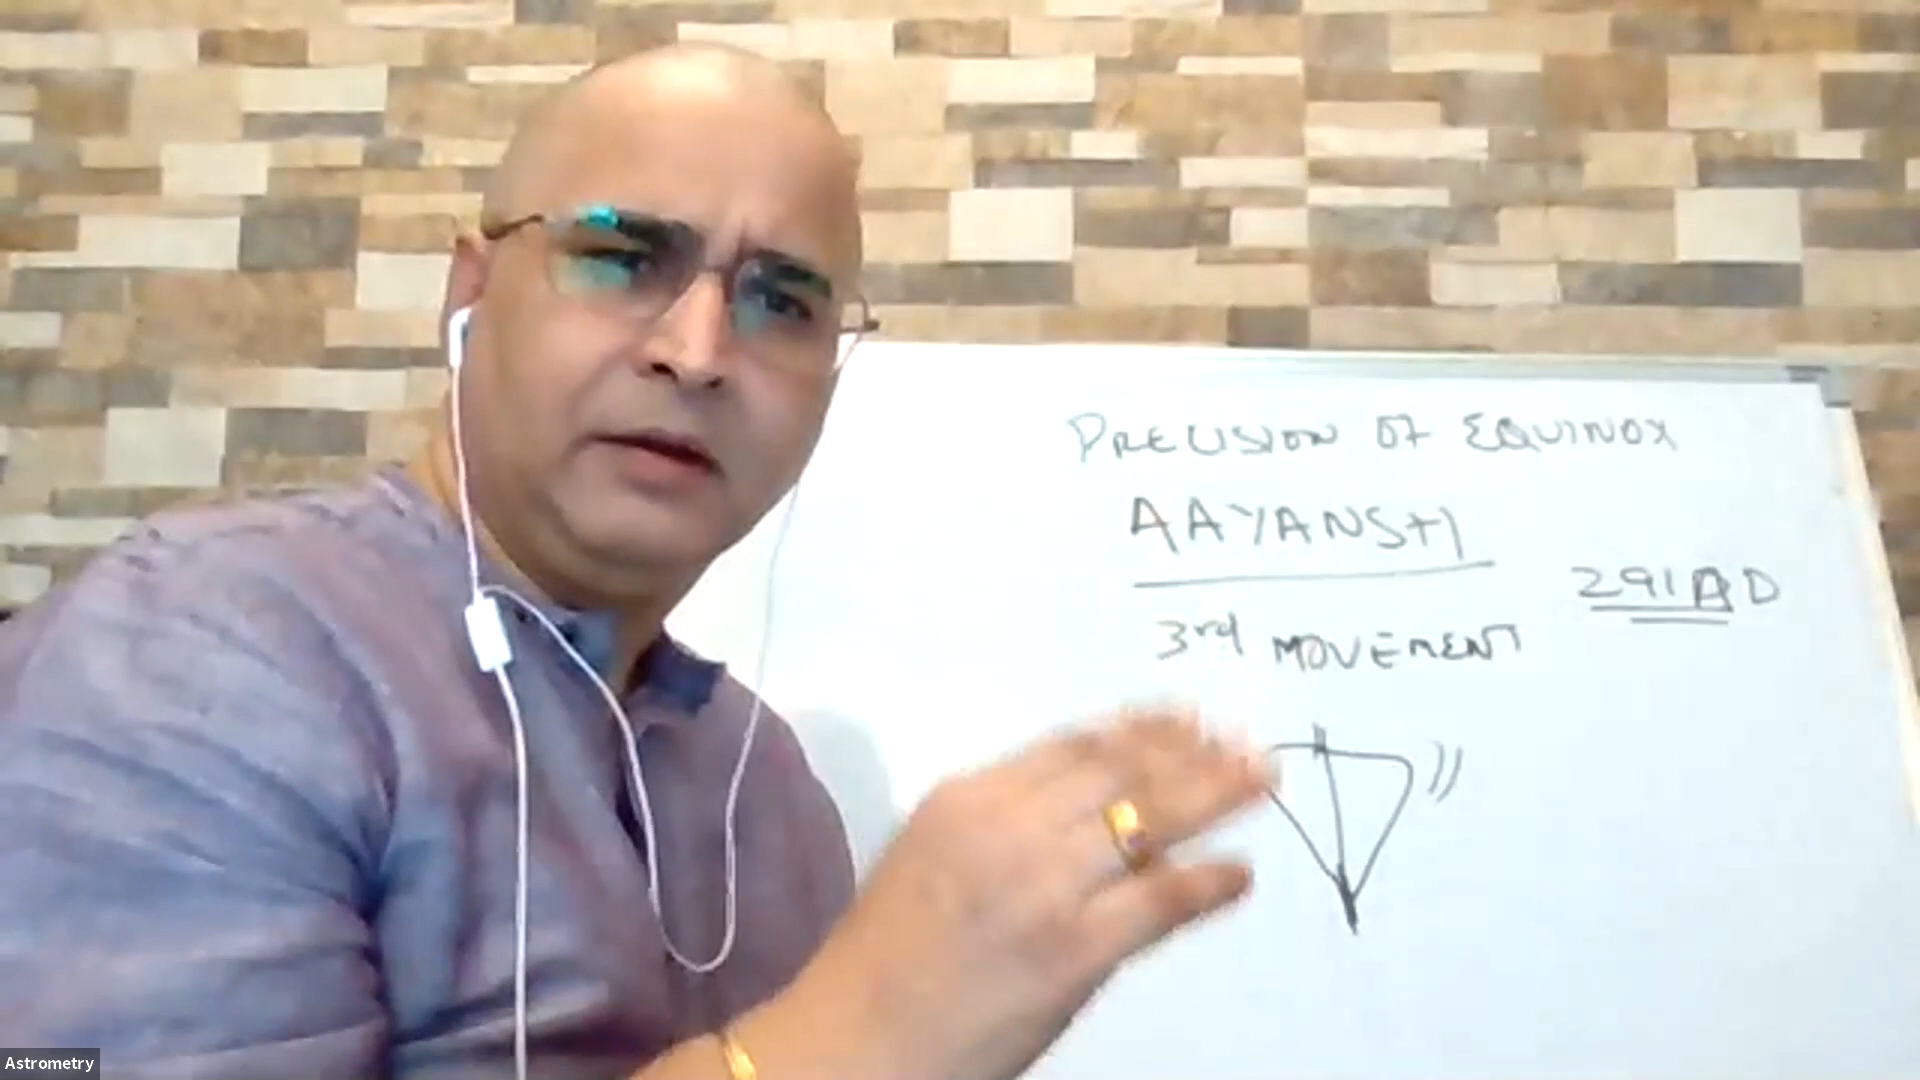 PRECISION OF EQUINOX
AAYANSH
291AD
3rd MOVEMENT
Astrometry